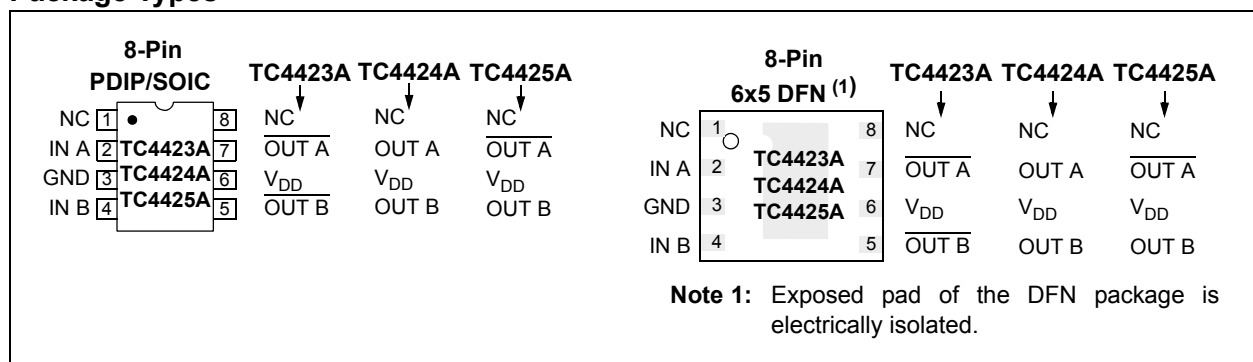 Package Types
8-Pin
PDIP/SOIC
TC4423A TC4424A TC4425A
NC 1 8 NC NC NC
IN A 2 TC4423A 7 OUT A OUT A OUT A
GND 3 TC4424A 6 VDD VDD VDD
IN B 4 TC4425A 5 OUT B OUT B OUT B
8-Pin
6x5 DFN (1)
TC4423A TC4424A TC4425A
NC 1 8 NC NC NC
IN A 2 TC4423A 7 OUT A OUT A OUT A
TC4424A
GND 3 TC4425A 6 VDD VDD VDD
IN B 4 5 OUT B OUT B OUT B
Note 1: Exposed pad of the DFN package is
electrically isolated.